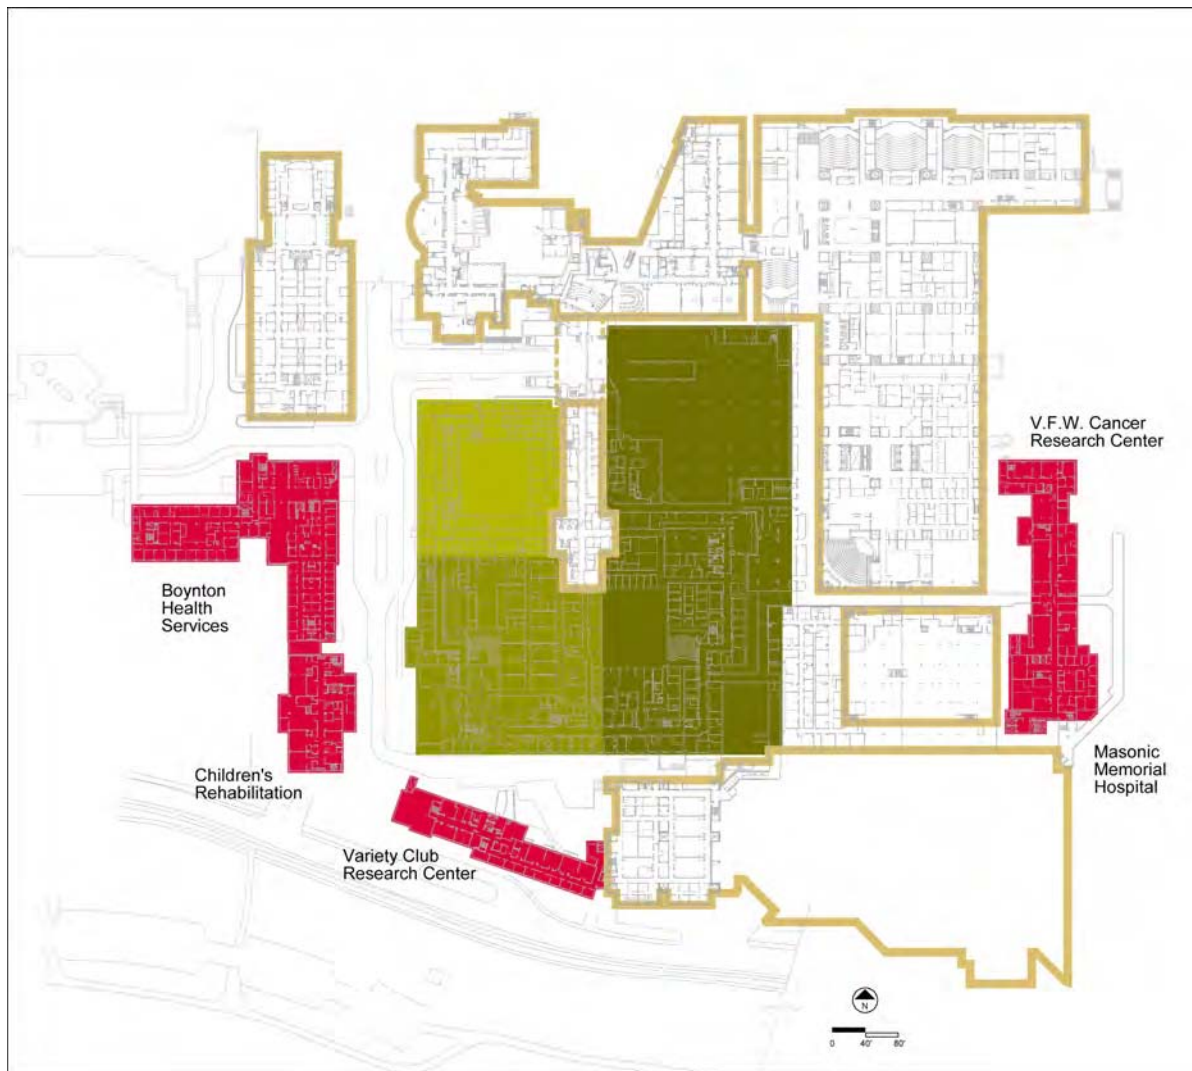 V.F.W. Cancer
Research Center
Boynton
Health
Services
Children's
Rehabilitation
Variety Club
Research Center
Masonic
Memorial
Hospital
N
0 40' 80'